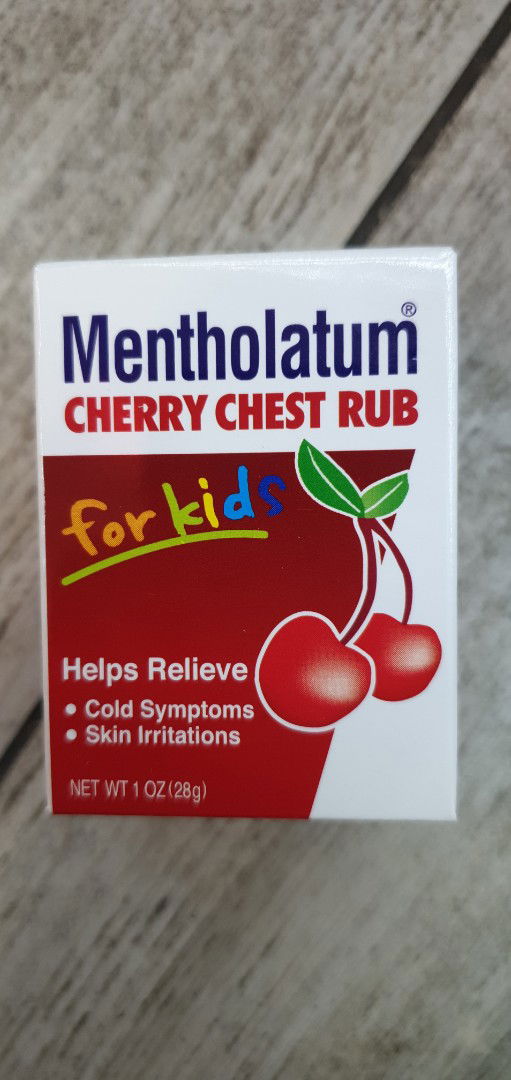 Mentholatum®
CHERRY CHEST RUB
for kids
Helps Relieve
• Cold Symptoms
• Skin Irritations
NET WT 1 OZ (28g)